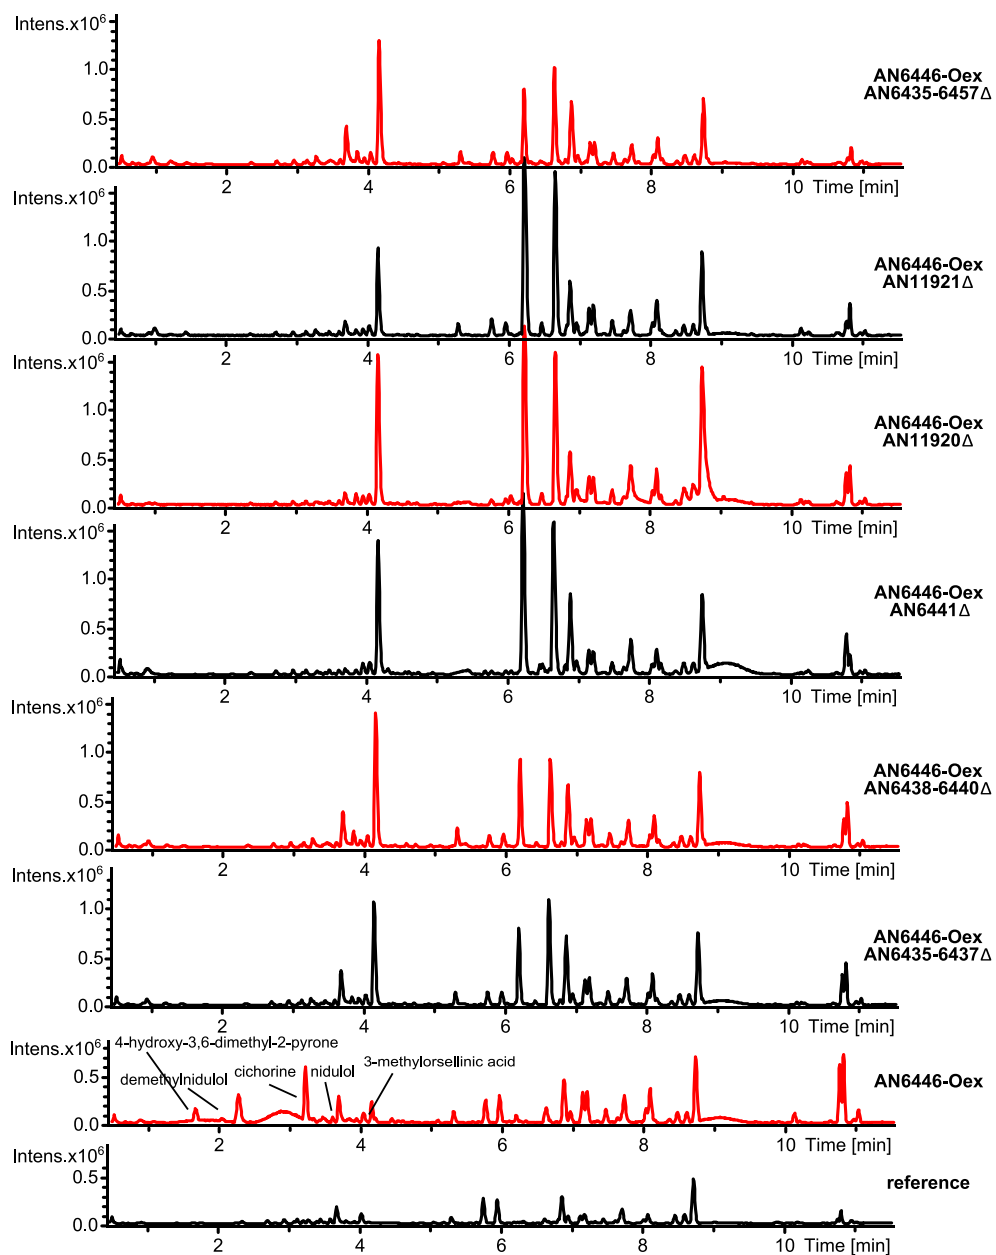 Intens.x10⁶
1.0
0.5
0.0
2 4 6 8 10 Time [min]
AN6446-Oex
AN6435-6457Δ
Intens.x10⁶
1.0
0.5
0.0
2 4 6 8 10 Time [min]
AN6446-Oex
AN11921Δ
Intens.x10⁶
1.0
0.5
0.0
2 4 6 8 10 Time [min]
AN6446-Oex
AN11920Δ
Intens.x10⁶
1.0
0.5
0.0
2 4 6 8 10 Time [min]
AN6446-Oex
AN6441Δ
Intens.x10⁶
1.0
0.5
0.0
2 4 6 8 10 Time [min]
AN6446-Oex
AN6438-6440Δ
Intens.x10⁶
1.0
0.5
0.0
2 4 6 8 10 Time [min]
AN6446-Oex
AN6435-6437Δ
Intens.x10⁶
0.5
0.0
4-hydroxy-3,6-dimethyl-2-pyrone
demethylnidulol
cichorine
nidulol
3-methylorsellinic acid
2 4 6 8 10 Time [min]
AN6446-Oex
Intens.x10⁶
0.5
0.0
2 4 6 8 10 Time [min]
reference